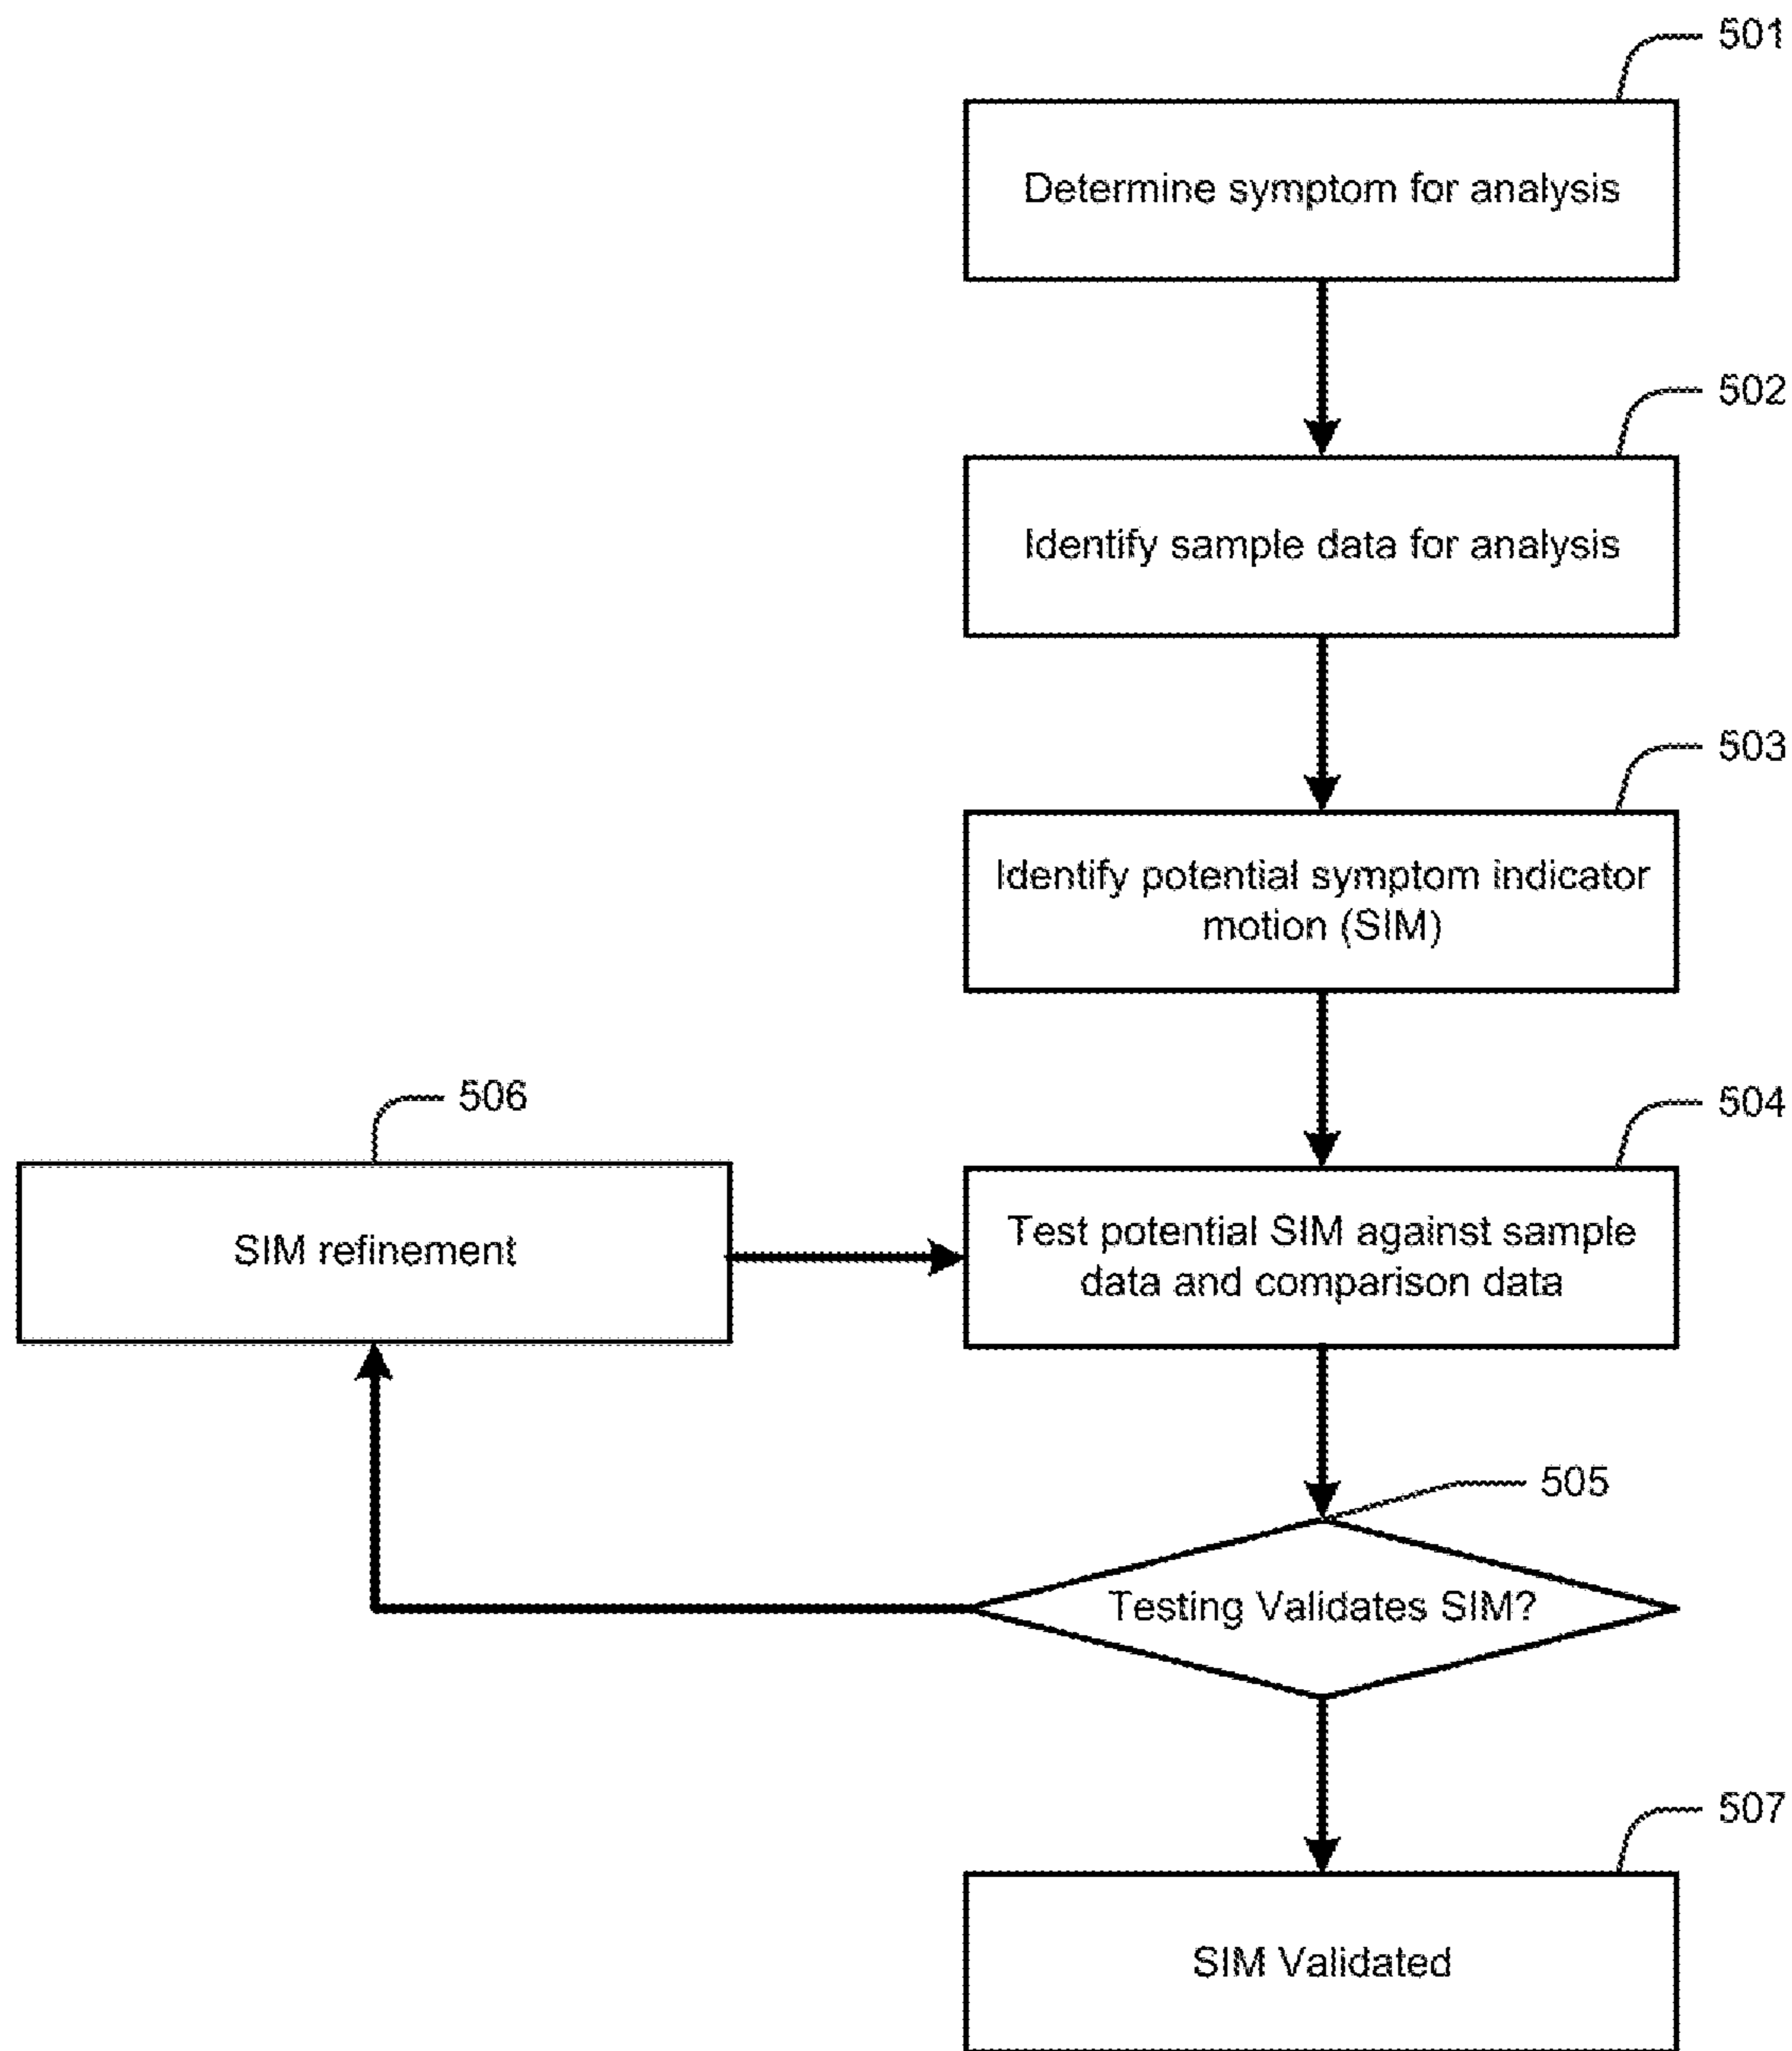 501
Determine symptom for analysis
502
Identify sample data for analysis
503
Identify potential symptom indicator
motion (SIM)
506
504
SIM refinement
Test potential SIM against sample
data and comparison data
505
Testing Validates SIM?
507
SIM Validated